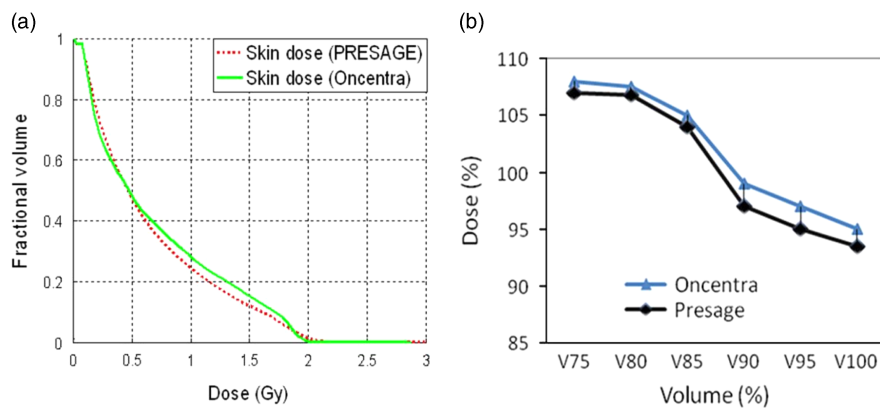 (a)
Skin dose (PRESAGE)
Skin dose (Oncentra)
Fractional volume
1
0.8
0.6
0.4
0.2
0
0 0.5 1 1.5 2 2.5 3
Dose (Gy)
(b)
Dose (%)
110
105
100
95
90
85
Oncentra
Presage
V75 V80 V85 V90 V95 V100
Volume (%)